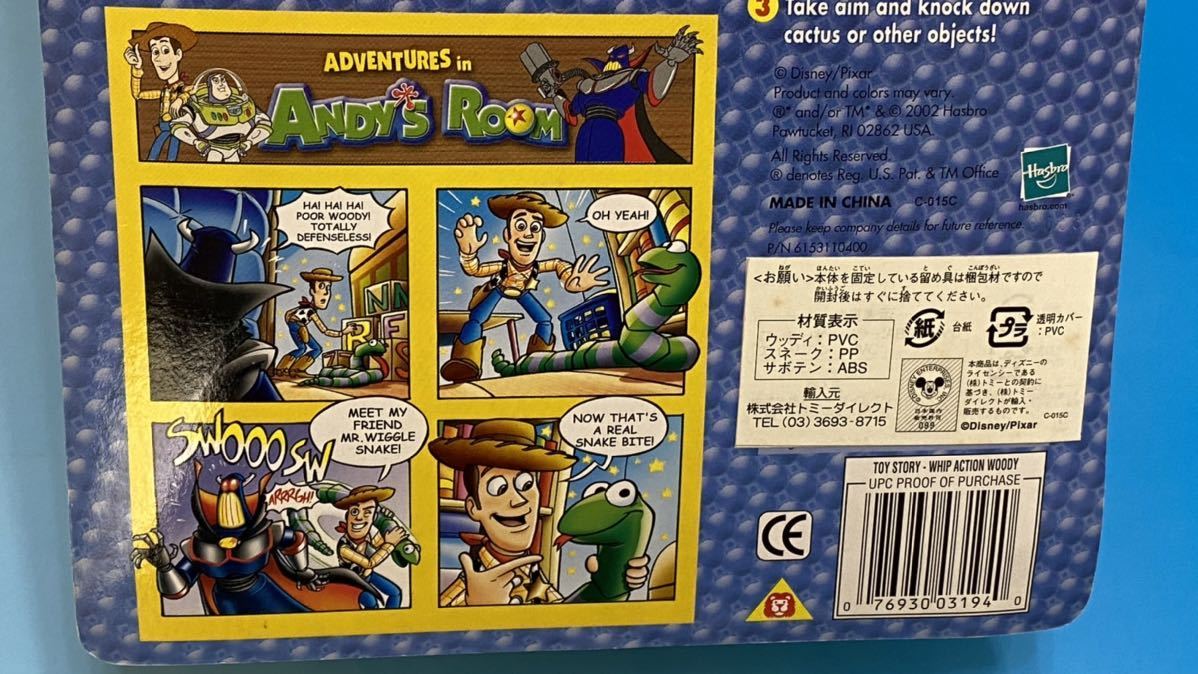 ADVENTURES in
ANDY'S ROOM
HA! HA! HA!
POOR WOODY!
TOTALLY
DEFENSELESS!
OH YEAH!
SWOOOSW
ARRRGH!
MEET MY
FRIEND
MR. WIGGLE
SNAKE!
NOW THAT'S
A REAL
SNAKE BITE!
3 Take aim and knock down
cactus or other objects!
© Disney/Pixar
Product and colors may vary.
®* and/or TM* & © 2002 Hasbro
Pawtucket, RI 02862 USA.
All Rights Reserved.
® denotes Reg. U.S. Pat. & TM Office
MADE IN CHINA C-015C
Please keep company details for future reference.
P/N 6153110400
Hasbro
hasbro.com
<お願い>本体を固定している留め具は梱包材ですので
開封後はすぐに捨ててください。
材質表示
ウッディ:PVC
スネーク:PP
サボテン:ABS
輸入元
株式会社トミーダイレクト
TEL (03) 3693-8715
紙 台紙
プラ 透明カバー
:PVC
本商品は、ディズニーの
ライセンシーである
(株)トミーとの契約に
基づき、(株)トミー
ダイレクトが輸入・
販売するものです。
C-015C
©Disney/Pixar
TOY STORY - WHIP ACTION WOODY
UPC PROOF OF PURCHASE
CE
0 76930 03194 0